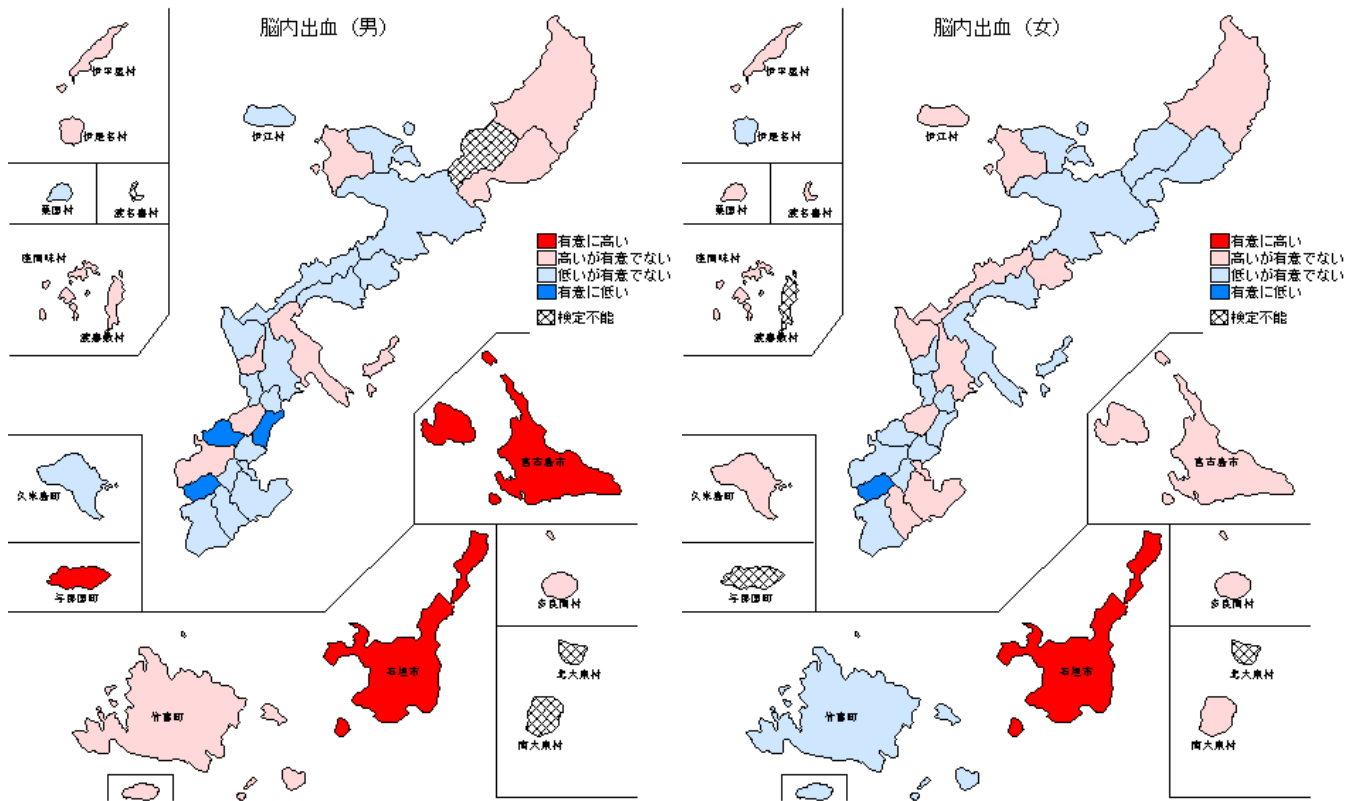 脳内出血（男）
伊平屋村
伊是名村
伊江村
粟国村
渡名喜村
座間味村
渡嘉敷村
有意に高い
高いが有意でない
低いが有意でない
有意に低い
検定不能
久米島町
宮古島市
与那国町
多良間村
石垣市
北大東村
竹富町
南大東村
脳内出血（女）
伊平屋村
伊是名村
伊江村
粟国村
渡名喜村
座間味村
渡嘉敷村
有意に高い
高いが有意でない
低いが有意でない
有意に低い
検定不能
久米島町
宮古島市
与那国町
多良間村
石垣市
北大東村
竹富町
南大東村